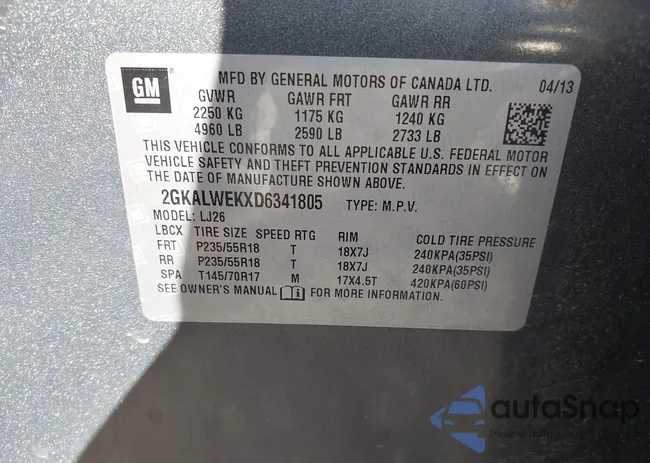 GM
MFD BY GENERAL MOTORS OF CANADA LTD. 04/13
GVWR GAWR FRT GAWR RR
2250 KG 1175 KG 1240 KG
4960 LB 2590 LB 2733 LB
THIS VEHICLE CONFORMS TO ALL APPLICABLE U.S. FEDERAL MOTOR
VEHICLE SAFETY AND THEFT PREVENTION STANDARDS IN EFFECT ON
THE DATE OF MANUFACTURE SHOWN ABOVE.
2GKALWEKXD6341805 TYPE: M.P.V.
MODEL: LJ26
LBCX TIRE SIZE SPEED RTG RIM COLD TIRE PRESSURE
FRT P235/55R18 T 18X7J 240KPA(35PSI)
RR P235/55R18 T 18X7J 240KPA(35PSI)
SPA T145/70R17 M 17X4.5T 420KPA(60PSI)
SEE OWNER'S MANUAL FOR MORE INFORMATION.
autoSnap